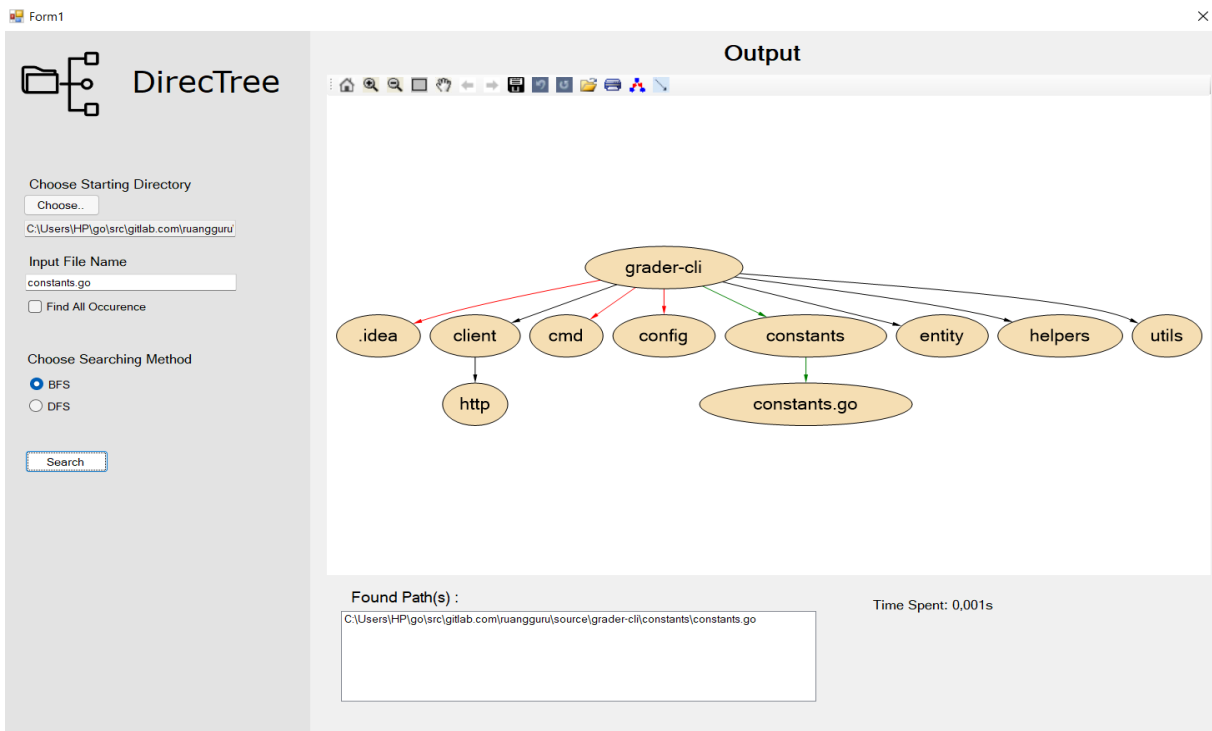 Form1
DirecTree
Choose Starting Directory
Choose..
C:\Users\HP\go\src\gitlab.com\ruangguru\
Input File Name
constants.go
Find All Occurence
Choose Searching Method
BFS
DFS
Search
Output
grader-cli
.idea client cmd config constants entity helpers utils
http constants.go
Found Path(s) :
C:\Users\HP\go\src\gitlab.com\ruangguru\source\grader-cli\constants\constants.go
Time Spent: 0,001s